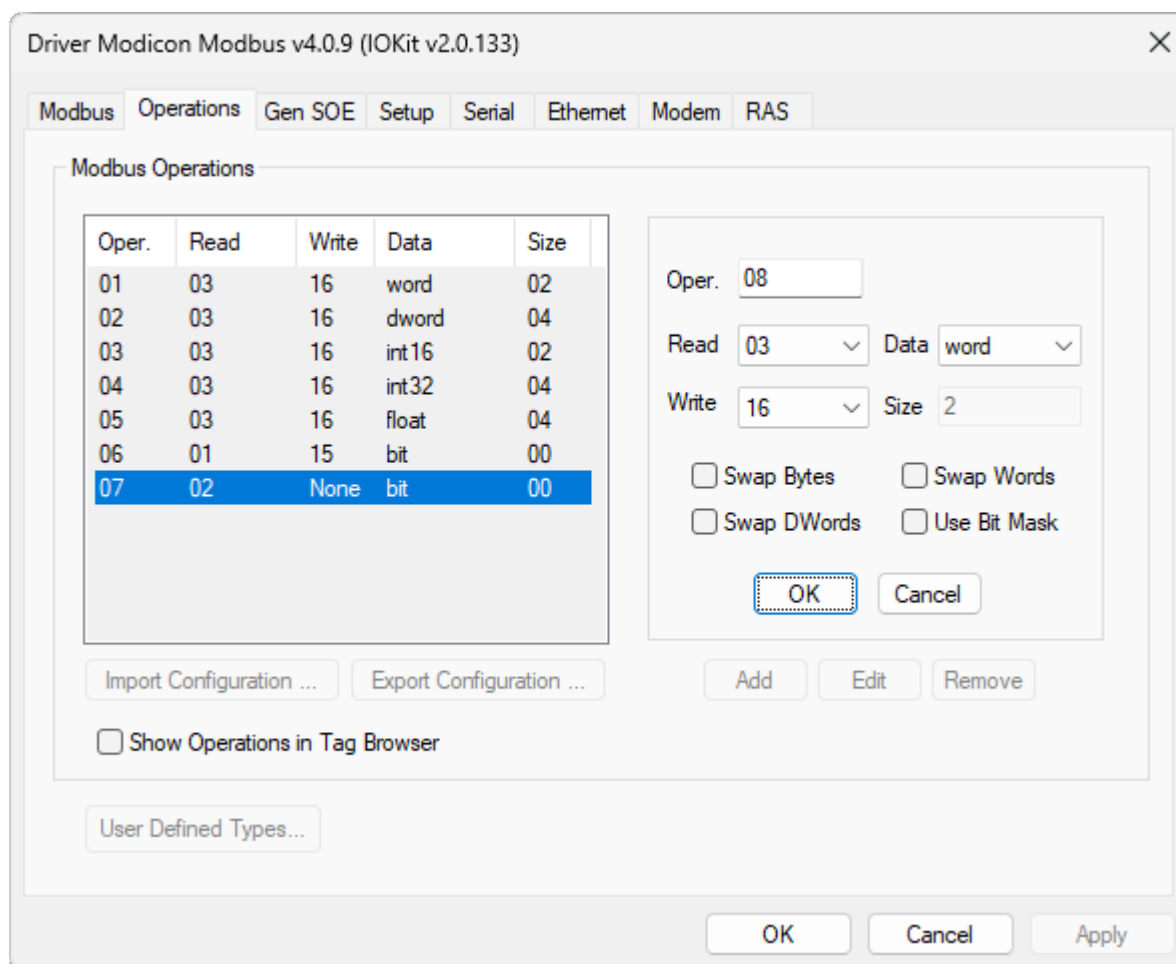 Driver Modicon Modbus v4.0.9 (IOKit v2.0.133)
Modbus Operations Gen SOE Setup Serial Ethernet Modem RAS
Modbus Operations
Oper. Read Write Data Size
01 03 16 word 02
02 03 16 dword 04
03 03 16 int16 02
04 03 16 int32 04
05 03 16 float 04
06 01 15 bit 00
07 02 None bit 00
Oper. 08
Read 03 Data word
Write 16 Size 2
Swap Bytes Swap Words
Swap DWords Use Bit Mask
OK Cancel
Import Configuration ... Export Configuration ... Add Edit Remove
Show Operations in Tag Browser
User Defined Types...
OK Cancel Apply